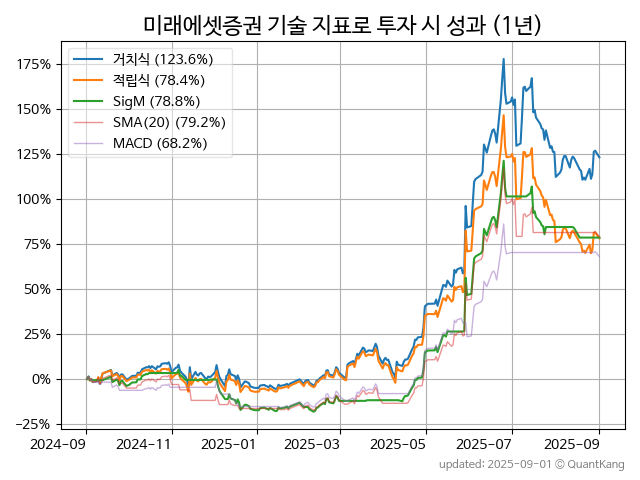 미래에셋증권 기술 지표로 투자 시 성과 (1년)
거치식 (123.6%)
적립식 (78.4%)
SigM (78.8%)
SMA(20) (79.2%)
MACD (68.2%)
175%
150%
125%
100%
75%
50%
25%
0%
−25%
2024-09 2024-11 2025-01 2025-03 2025-05 2025-07 2025-09
updated: 2025-09-01 © QuantKang